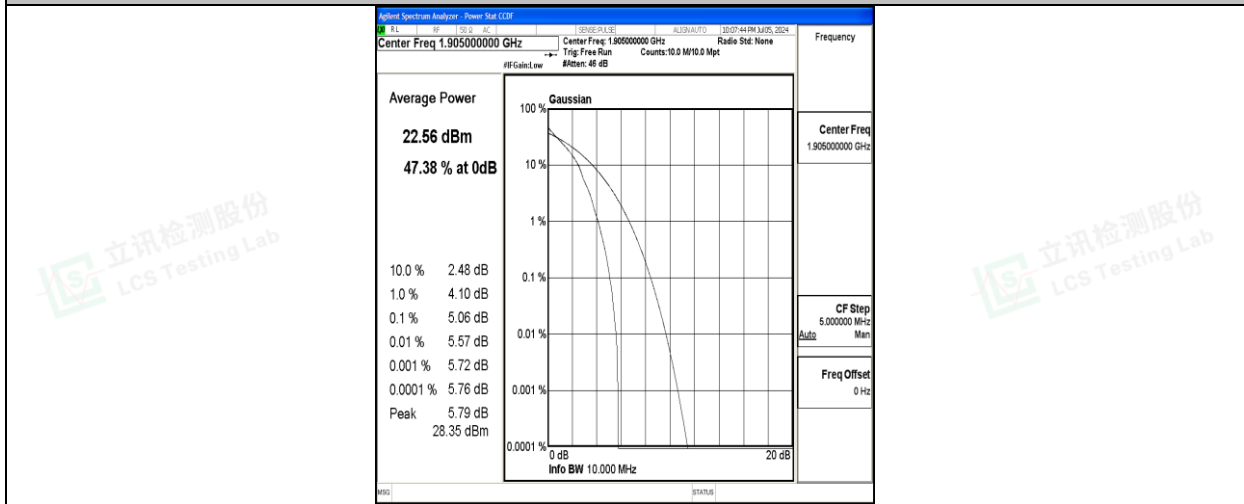 Agilent Spectrum Analyzer - Power Stat CCDF
RL RF 50 Ω AC SENSE:PULSE ALIGN AUTO 10:07:44 PM Jul 05, 2024
Center Freq 1.905000000 GHz
Center Freq: 1.905000000 GHz Radio Std: None
Trig: Free Run Counts:10.0 M/10.0 Mpt
#IFGain:Low #Atten: 46 dB
Frequency
Average Power
22.56 dBm
47.38 % at 0dB
10.0 % 2.48 dB
1.0 % 4.10 dB
0.1 % 5.06 dB
0.01 % 5.57 dB
0.001 % 5.72 dB
0.0001 % 5.76 dB
Peak 5.79 dB
28.35 dBm
Gaussian
100 %
10 %
1 %
0.1 %
0.01 %
0.001 %
0.0001 %
0 dB 20 dB
Info BW 10.000 MHz
Center Freq
1.905000000 GHz
CF Step
5.000000 MHz
Auto Man
Freq Offset
0 Hz
MSG STATUS
立讯检测股份
LCS Testing Lab
立讯检测股份
LCS Testing Lab